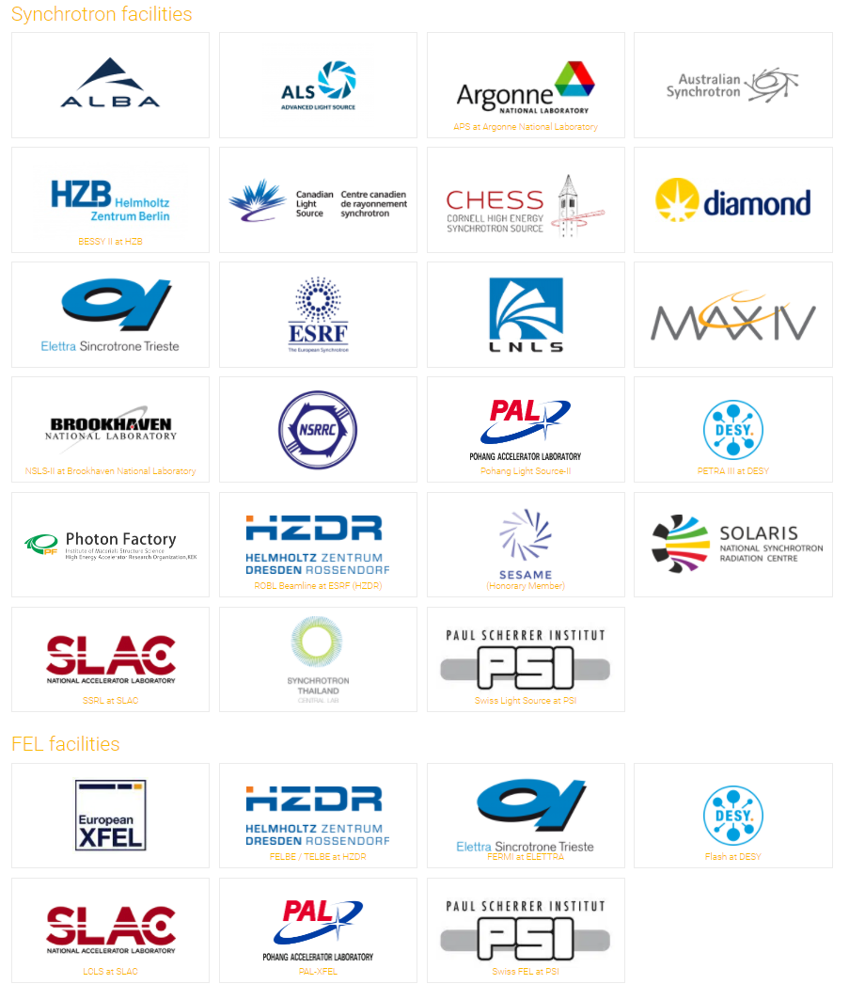 Synchrotron facilities
ALBA
ALS
ADVANCED LIGHT SOURCE
Argonne
NATIONAL LABORATORY
APS at Argonne National Laboratory
Australian
Synchrotron
HZB Helmholtz
Zentrum Berlin
BESSY II at HZB
Canadian
Light
Source
Centre canadien
de rayonnement
synchrotron
CHESS
CORNELL HIGH ENERGY
SYNCHROTRON SOURCE
diamond
Elettra Sincrotrone Trieste
ESRF
The European Synchrotron
LNLS
MAX IV
BROOKHAVEN
NATIONAL LABORATORY
NSLS-II at Brookhaven National Laboratory
NSRRC
PAL
POHANG ACCELERATOR LABORATORY
Pohang Light Source-II
DESY.
PETRA III at DESY
PF
Photon Factory
Institute of Materials Structure Science
High Energy Accelerator Research Organization, KEK
HZDR
HELMHOLTZ ZENTRUM
DRESDEN ROSSENDORF
ROBL Beamline at ESRF (HZDR)
SESAME
(Honorary Member)
SOLARIS
NATIONAL SYNCHROTRON
RADIATION CENTRE
SLAC
NATIONAL ACCELERATOR LABORATORY
SSRL at SLAC
SYNCHROTRON
THAILAND
CENTRAL LAB
PAUL SCHERRER INSTITUT
PSI
Swiss Light Source at PSI
FEL facilities
European
XFEL
HZDR
HELMHOLTZ ZENTRUM
DRESDEN ROSSENDORF
FELBE / TELBE at HZDR
Elettra Sincrotrone Trieste
FERMI at ELETTRA
DESY.
Flash at DESY
SLAC
NATIONAL ACCELERATOR LABORATORY
LCLS at SLAC
PAL
POHANG ACCELERATOR LABORATORY
PAL-XFEL
PAUL SCHERRER INSTITUT
PSI
Swiss FEL at PSI